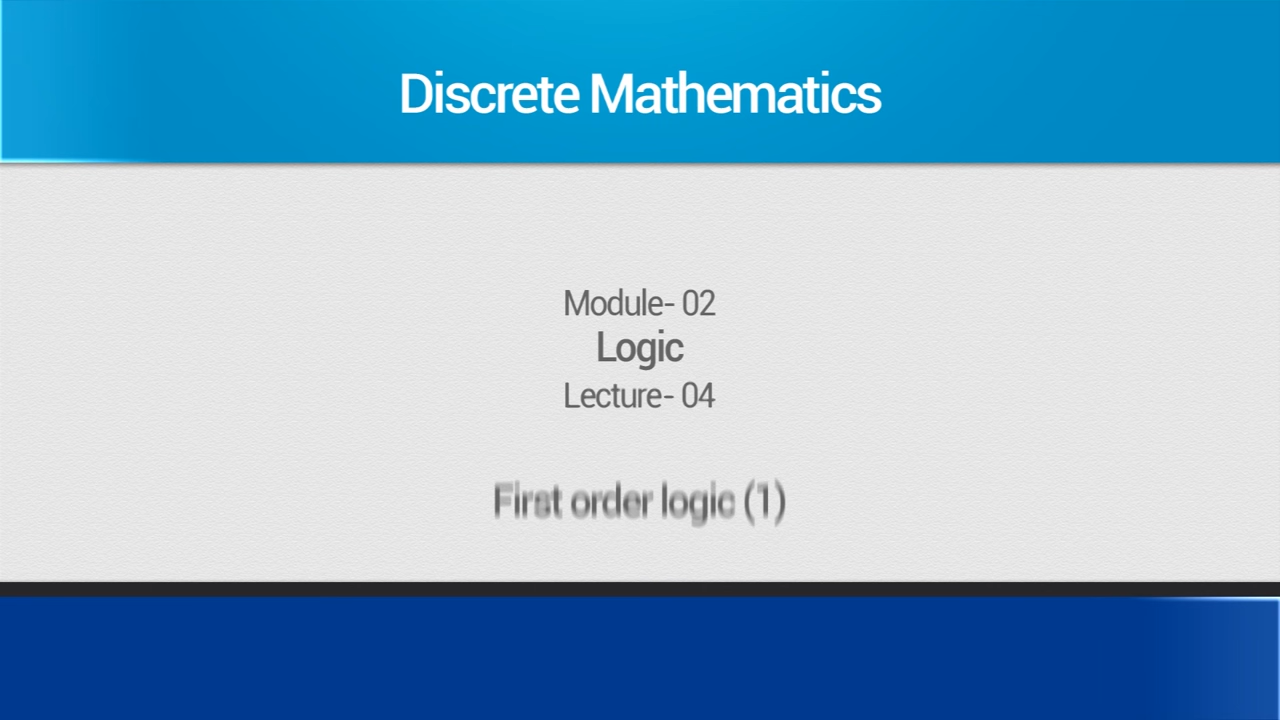 Discrete Mathematics
Module- 02
Logic
Lecture- 04
First order logic (1)